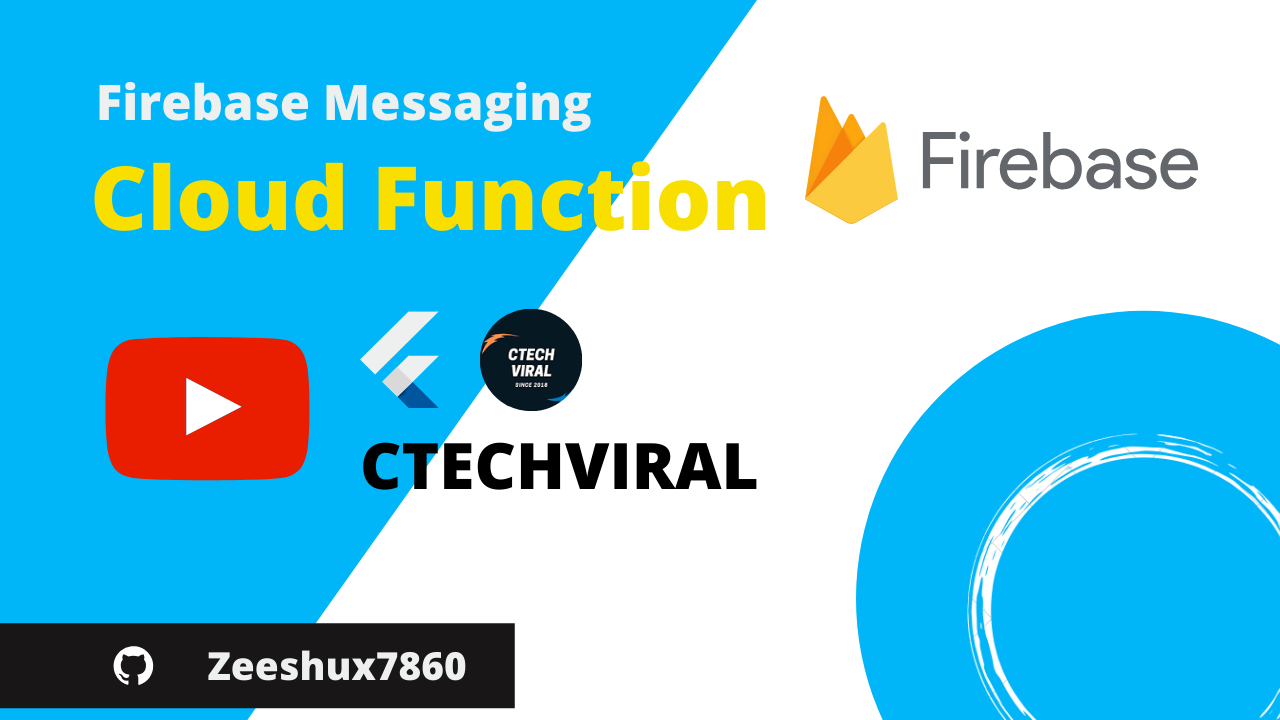 Firebase Messaging
Cloud Function
Firebase
CTECH
VIRAL
SINCE 2018
CTECHVIRAL
Zeeshux7860